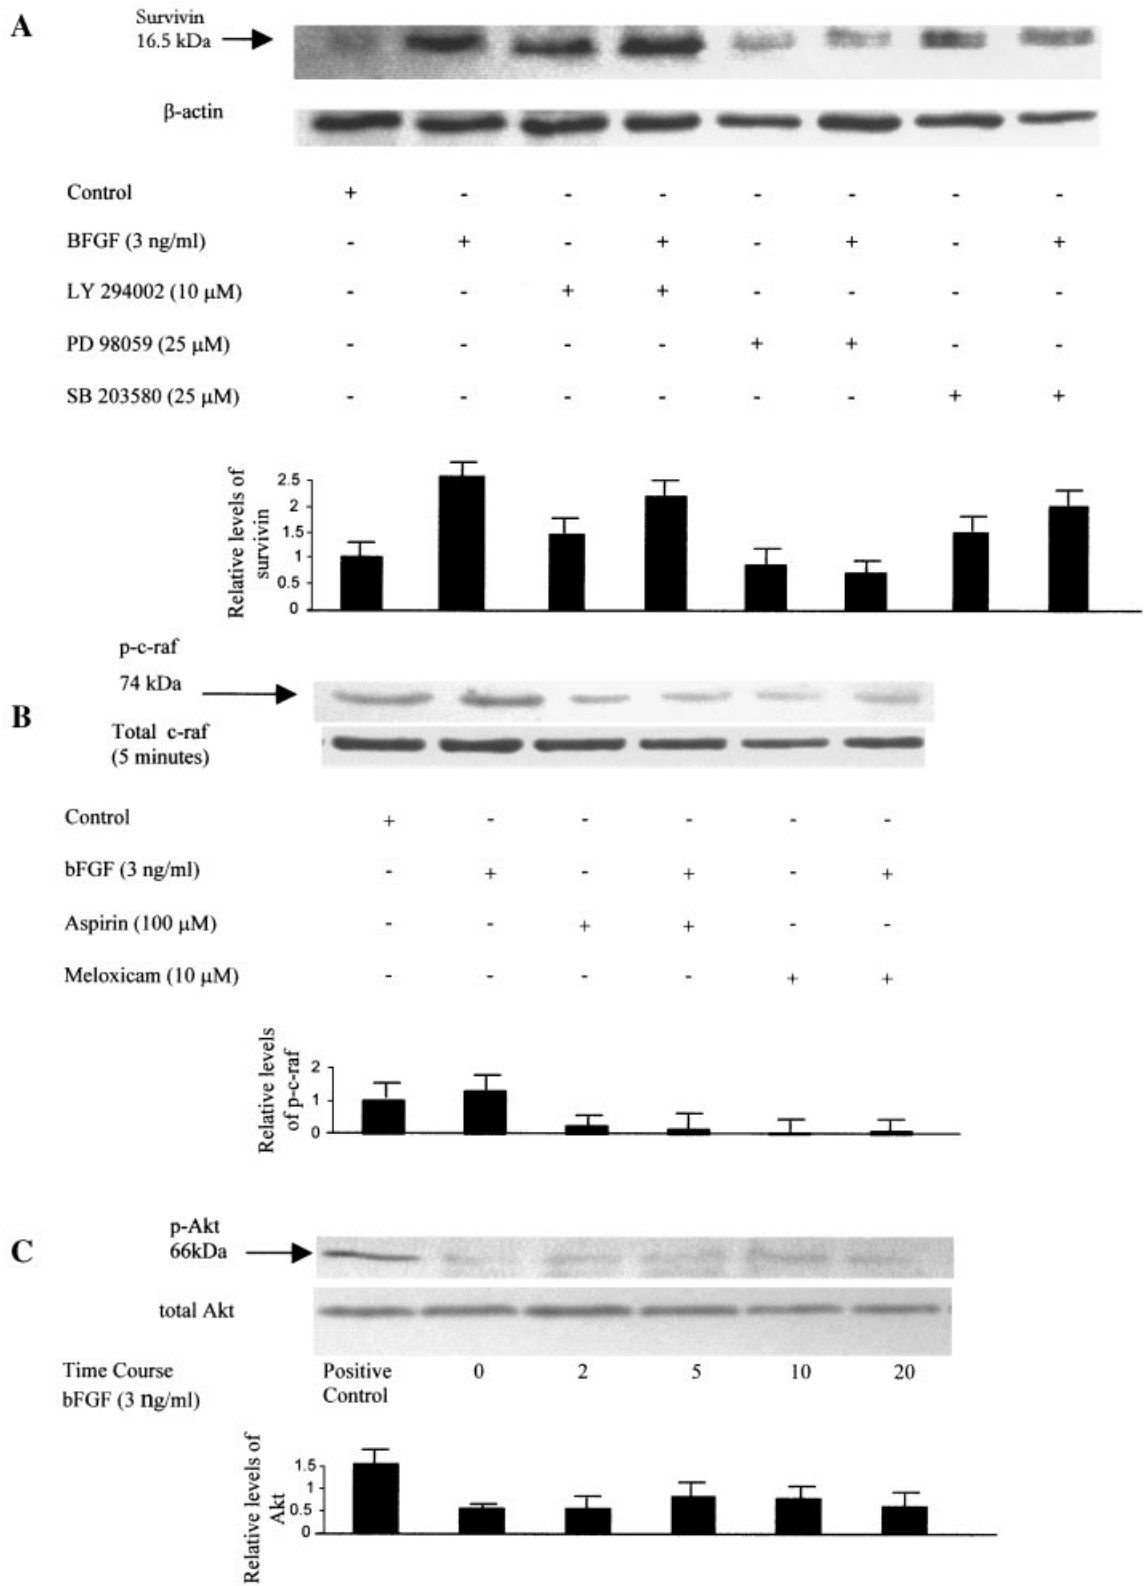 A
Survivin
16.5 kDa
β-actin
Control + - - - - - - -
BFGF (3 ng/ml) - + - + - + - +
LY 294002 (10 μM) - - + + - - - -
PD 98059 (25 μM) - - - - + + - -
SB 203580 (25 μM) - - - - - - + +
Relative levels of
survivin
2.5
2
1.5
1
0.5
0
B
p-c-raf
74 kDa
Total c-raf
(5 minutes)
Control + - - - - -
bFGF (3 ng/ml) - + - + - +
Aspirin (100 μM) - - + + - -
Meloxicam (10 μM) - - - - + +
Relative levels
of p-c-raf
2
1
0
C
p-Akt
66kDa
total Akt
Time Course Positive 0 2 5 10 20
bFGF (3 ng/ml) Control
Relative levels of
Akt
1.5
1
0.5
0